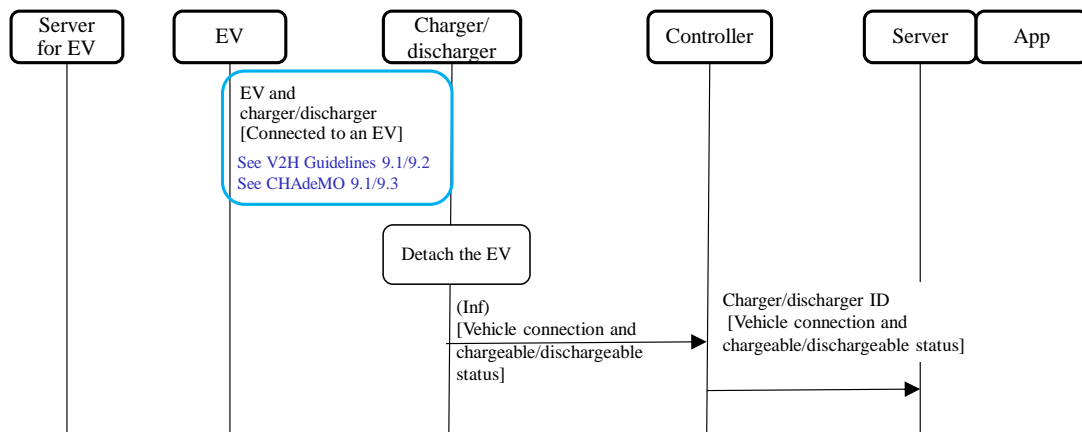 Server
for EV
EV
Charger/
discharger
Controller
Server
App
EV and
charger/discharger
[Connected to an EV]
See V2H Guidelines 9.1/9.2
See CHAdeMO 9.1/9.3
Detach the EV
(Inf)
[Vehicle connection and
chargeable/dischargeable
status]
Charger/discharger ID
[Vehicle connection and
chargeable/dischargeable status]